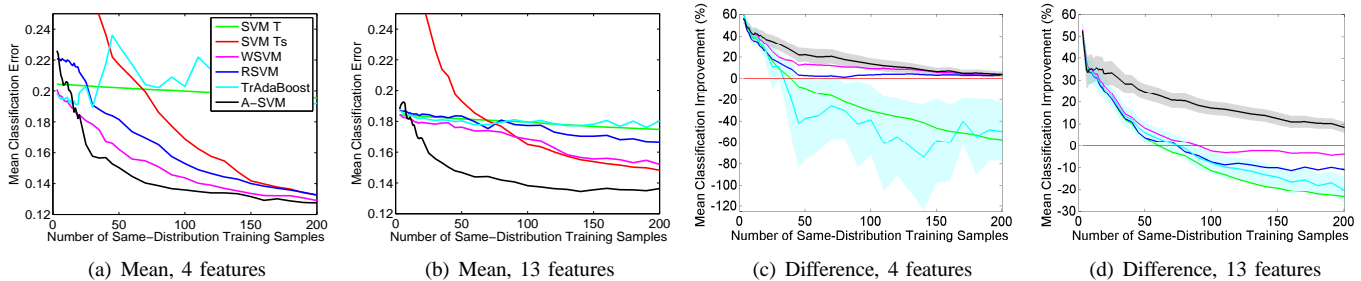 0.24
0.22
0.2
0.18
0.16
0.14
0.12
Mean Classification Error
0 50 100 150 200
Number of Same−Distribution Training Samples
SVM T
SVM Ts
WSVM
RSVM
TrAdaBoost
A−SVM
(a) Mean, 4 features
0.24
0.22
0.2
0.18
0.16
0.14
0.12
Mean Classification Error
0 50 100 150 200
Number of Same−Distribution Training Samples
(b) Mean, 13 features
60
40
20
0
-20
-40
-60
-80
-100
-120
Mean Classification Improvement (%)
0 50 100 150 200
Number of Same−Distribution Training Samples
(c) Difference, 4 features
60
50
40
30
20
10
0
-10
-20
-30
Mean Classification Improvement (%)
0 50 100 150 200
Number of Same−Distribution Training Samples
(d) Difference, 13 features